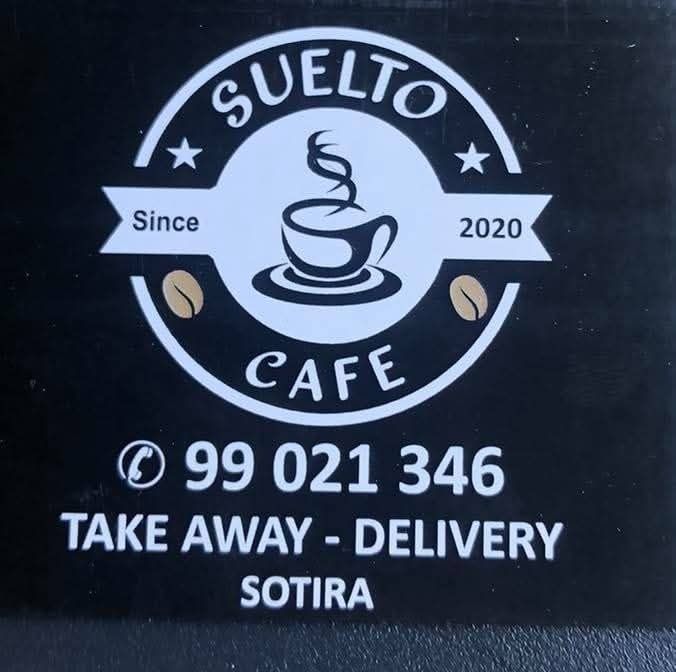 SUELTO
Since 2020
CAFE
99 021 346
TAKE AWAY - DELIVERY
SOTIRA